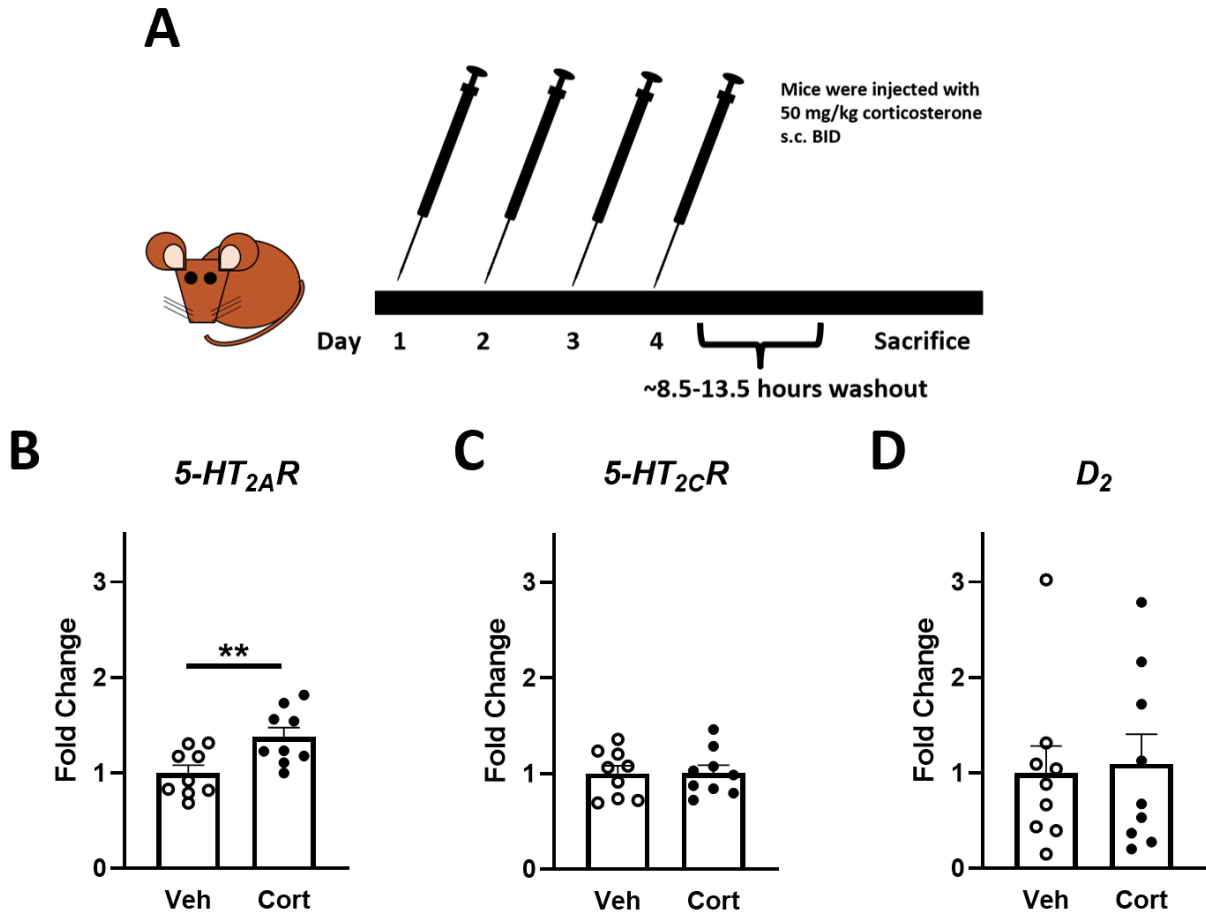 A
Mice were injected with
50 mg/kg corticosterone
s.c. BID
Day 1 2 3 4 Sacrifice
~8.5-13.5 hours washout
B
5-HT2AR
Fold Change
3
2
1
0
**
Veh Cort
C
5-HT2CR
Fold Change
3
2
1
0
Veh Cort
D
D2
Fold Change
3
2
1
0
Veh Cort